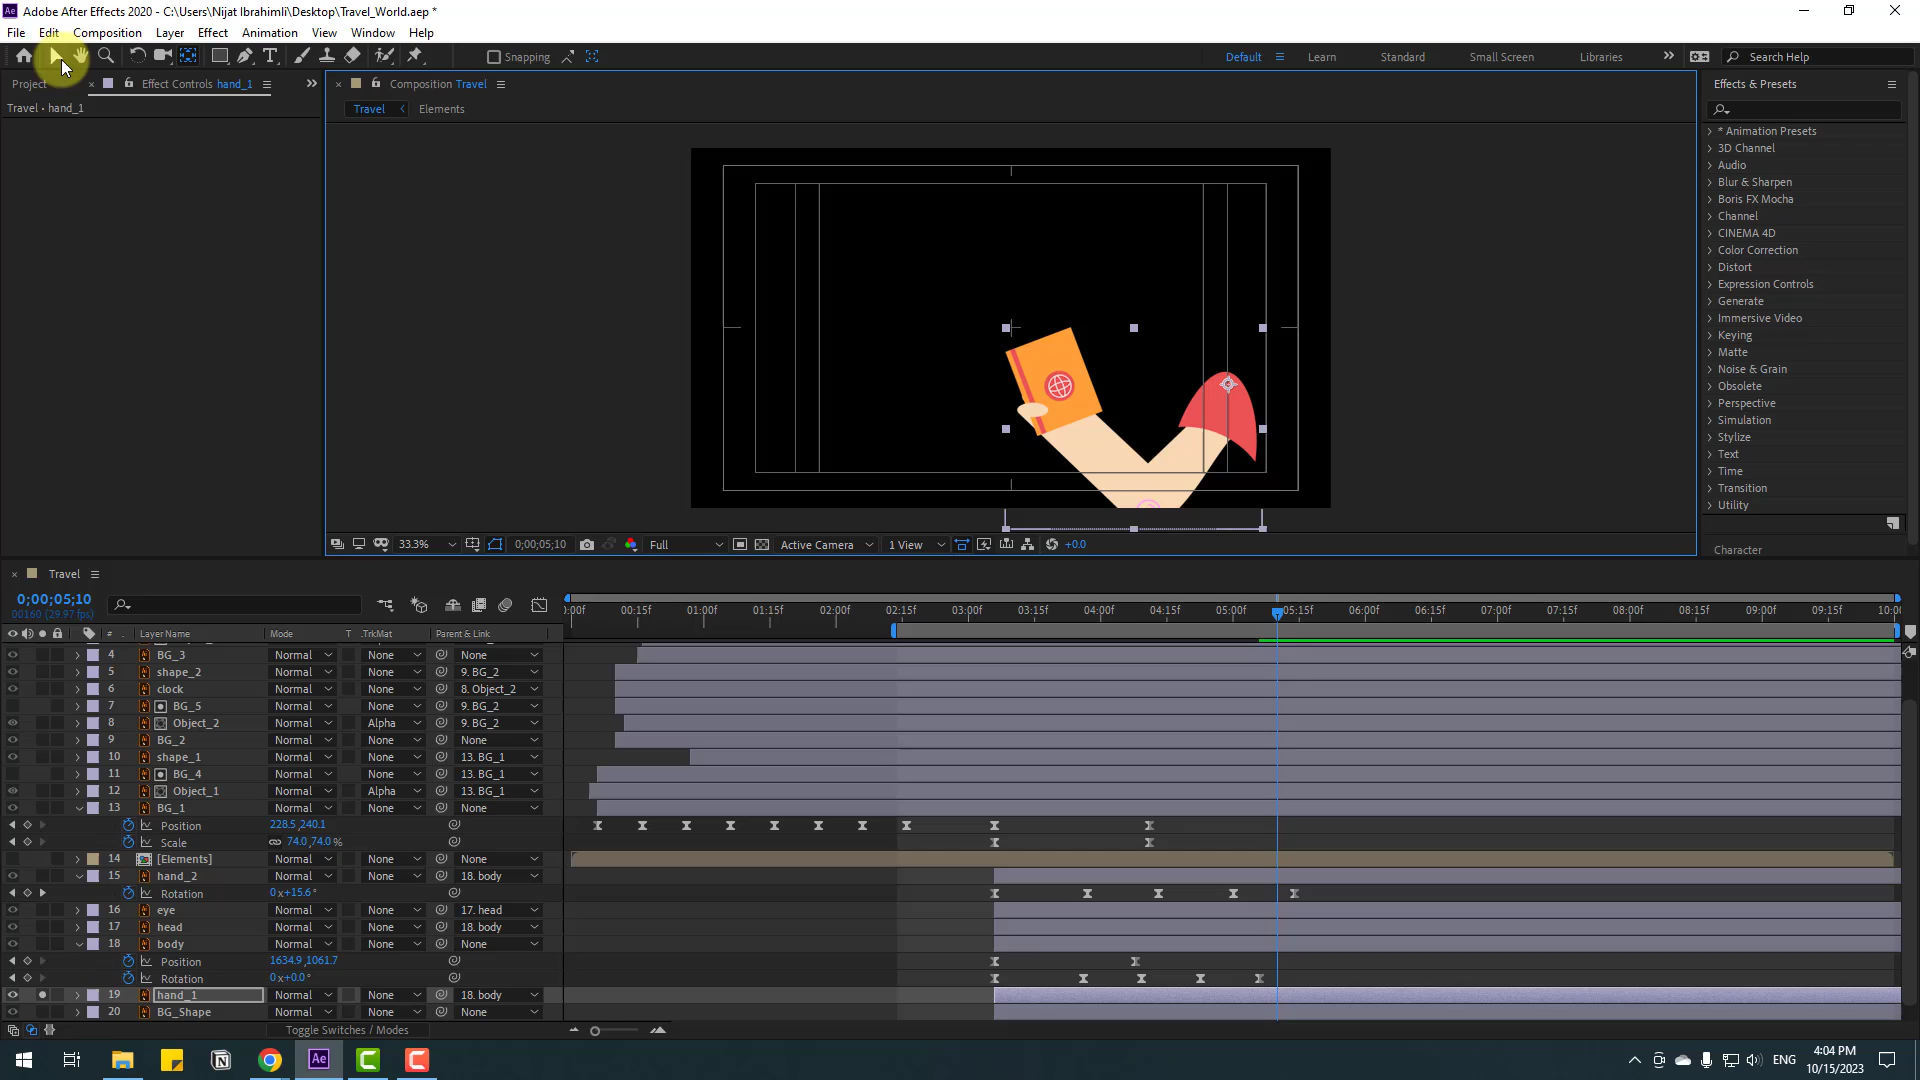 Adobe After Effects 2020 - C:\Users\Nijat Ibrahimli\Desktop\Travel_World.aep *
File Edit Composition Layer Effect Animation View Window Help
Snapping Default Learn Standard Small Screen Libraries Search Help
Project Effect Controls hand_1 Composition Travel Effects & Presets
Travel • hand_1
Travel Elements
* Animation Presets
3D Channel
Audio
Blur & Sharpen
Boris FX Mocha
Channel
CINEMA 4D
Color Correction
Distort
Expression Controls
Generate
Immersive Video
Keying
Matte
Noise & Grain
Obsolete
Perspective
Simulation
Stylize
Text
Time
Transition
Utility
33.3% 0;00;05;10 Full Active Camera 1 View +0.0
Character
Travel
0;00;05;10
00160 (29.97 fps)
0:00f 00:15f 01:00f 01:15f 02:00f 02:15f 03:00f 03:15f 04:00f 04:15f 05:00f 05:15f 06:00f 06:15f 07:00f 07:15f 08:00f 08:15f 09:00f 09:15f 10:00
# Layer Name Mode T .TrkMat Parent & Link
4 BG_3 Normal None None
5 shape_2 Normal None 9. BG_2
6 clock Normal None 8. Object_2
7 BG_5 Normal None 9. BG_2
8 Object_2 Normal Alpha 9. BG_2
9 BG_2 Normal None None
10 shape_1 Normal None 13. BG_1
11 BG_4 Normal None 13. BG_1
12 Object_1 Normal Alpha 13. BG_1
13 BG_1 Normal None None
Position 228.5,240.1
Scale 74.0,74.0%
14 [Elements] Normal None None
15 hand_2 Normal None 18. body
Rotation 0x+15.6°
16 eye Normal None 17. head
17 head Normal None 18. body
18 body Normal None None
Position 1634.9,1061.7
Rotation 0x+0.0°
19 hand_1 Normal None 18. body
20 BG_Shape Normal None None
Toggle Switches / Modes
ENG 4:04 PM
10/15/2023